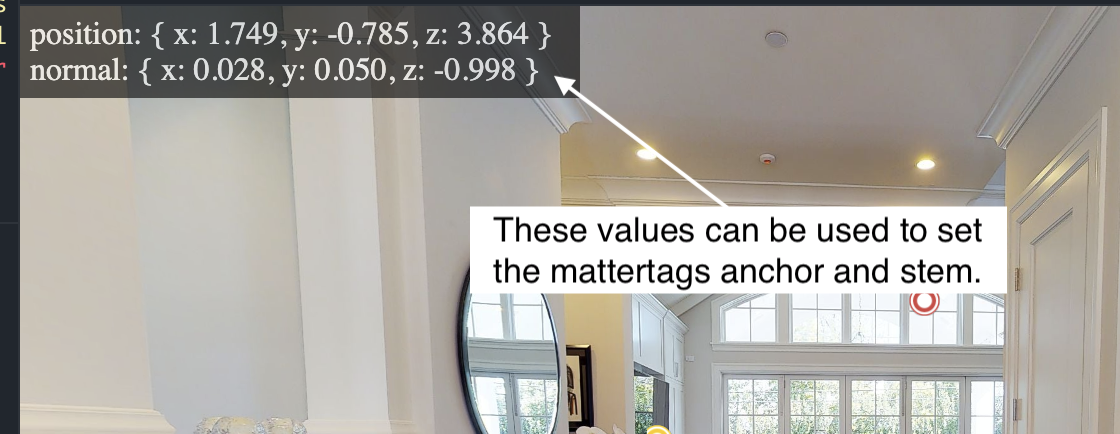 position: { x: 1.749, y: -0.785, z: 3.864 }
normal: { x: 0.028, y: 0.050, z: -0.998 }
These values can be used to set
the mattertags anchor and stem.